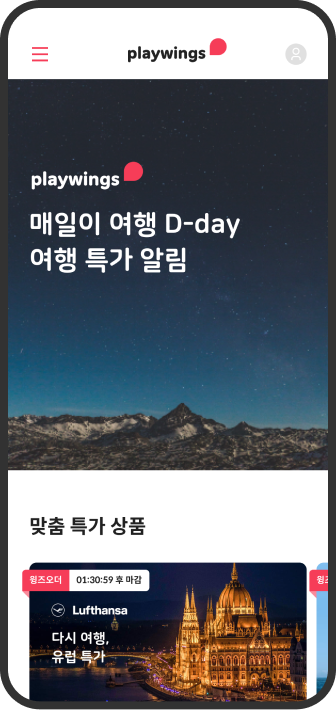 playwings
playwings
매일이 여행 D-day
여행 특가 알림
맞춤 특가 상품
윙즈오더 01:30:59 후 마감
윙
Lufthansa
다시 여행,
유럽 특가